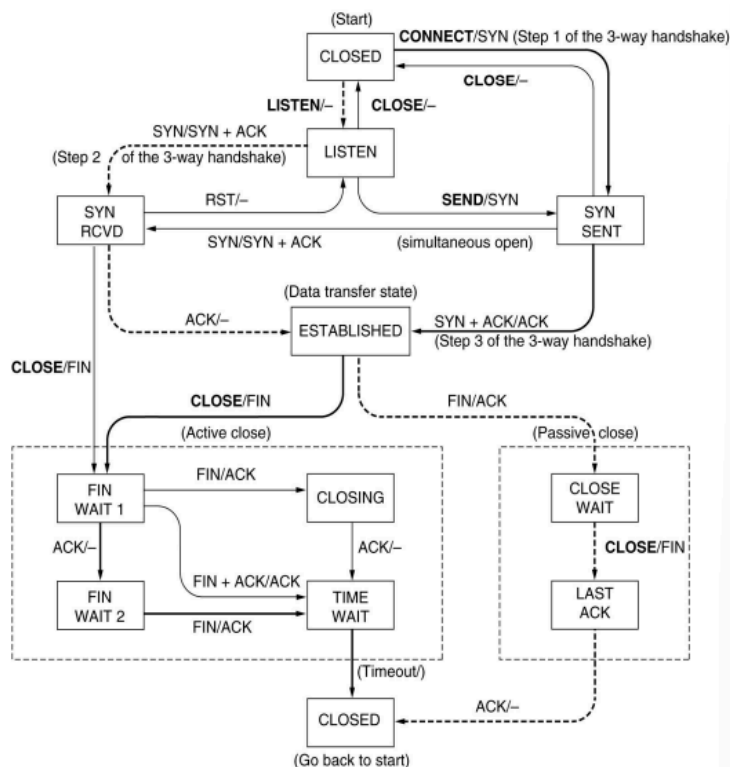 (Start)
CONNECT/SYN (Step 1 of the 3-way handshake)
CLOSED
CLOSE/–
LISTEN/–
CLOSE/–
SYN/SYN + ACK
(Step 2 of the 3-way handshake)
LISTEN
SYN
RCVD
RST/–
SEND/SYN
SYN
SENT
SYN/SYN + ACK
(simultaneous open)
(Data transfer state)
ACK/–
ESTABLISHED
SYN + ACK/ACK
(Step 3 of the 3-way handshake)
CLOSE/FIN
CLOSE/FIN
FIN/ACK
(Active close)
(Passive close)
FIN
WAIT 1
FIN/ACK
CLOSING
CLOSE
WAIT
ACK/–
ACK/–
CLOSE/FIN
FIN + ACK/ACK
FIN
WAIT 2
FIN/ACK
TIME
WAIT
LAST
ACK
(Timeout/)
ACK/–
CLOSED
(Go back to start)